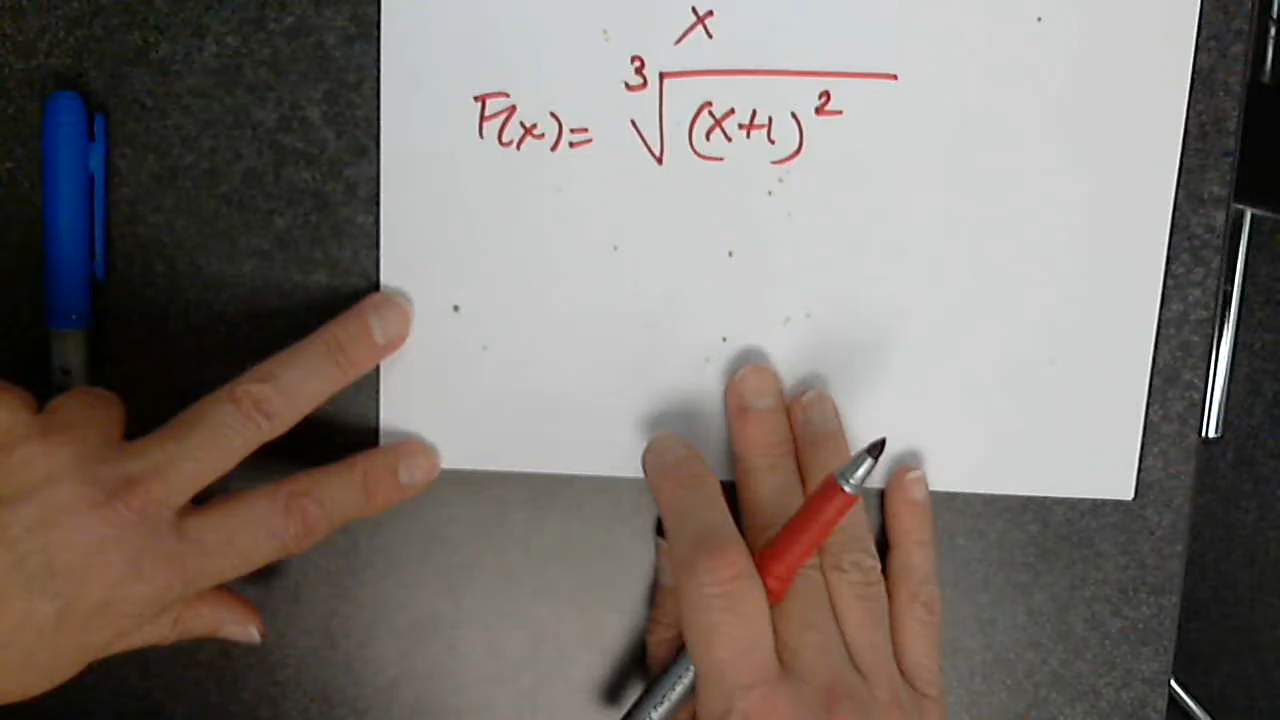 x
F(x)= ∛(x+1)²